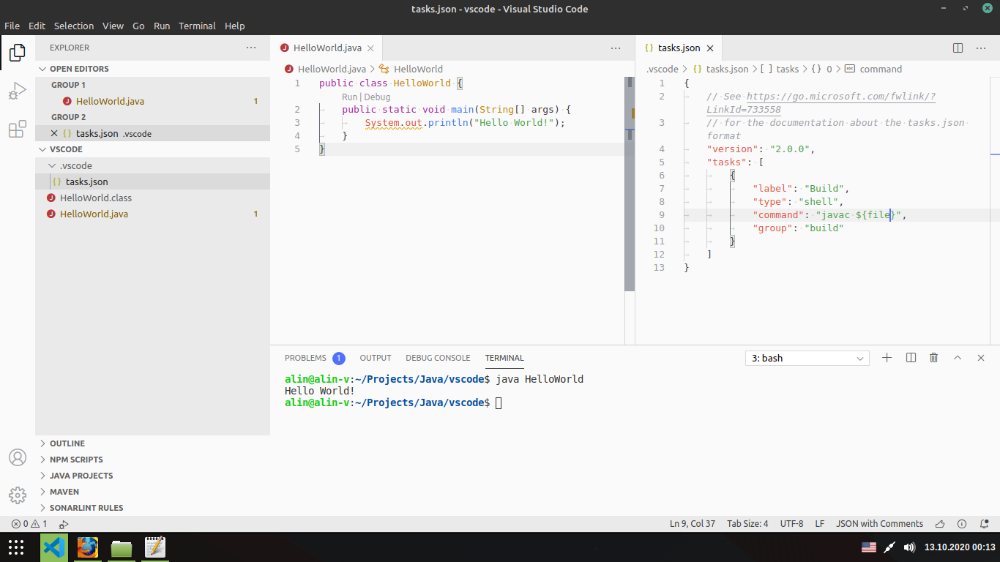 tasks.json - vscode - Visual Studio Code
File Edit Selection View Go Run Terminal Help
EXPLORER
OPEN EDITORS
GROUP 1
HelloWorld.java 1
GROUP 2
tasks.json .vscode
VSCODE
.vscode
{} tasks.json
HelloWorld.class
HelloWorld.java 1
OUTLINE
NPM SCRIPTS
JAVA PROJECTS
MAVEN
SONARLINT RULES
HelloWorld.java
HelloWorld.java > HelloWorld
1 public class HelloWorld {
Run | Debug
2 public static void main(String[] args) {
3 System.out.println("Hello World!");
4 }
5 }
{} tasks.json
.vscode > {} tasks.json > [ ] tasks > {} 0 > abc command
1 {
2 // See https://go.microsoft.com/fwlink/?
LinkId=733558
3 // for the documentation about the tasks.json
format
4 "version": "2.0.0",
5 "tasks": [
6 {
7 "label": "Build",
8 "type": "shell",
9 "command": "javac ${file}",
10 "group": "build"
11 }
12 ]
13 }
PROBLEMS 1 OUTPUT DEBUG CONSOLE TERMINAL
3: bash
alin@alin-v:~/Projects/Java/vscode$ java HelloWorld
Hello World!
alin@alin-v:~/Projects/Java/vscode$
0 1 Ln 9, Col 37 Tab Size: 4 UTF-8 LF JSON with Comments
13.10.2020 00:13